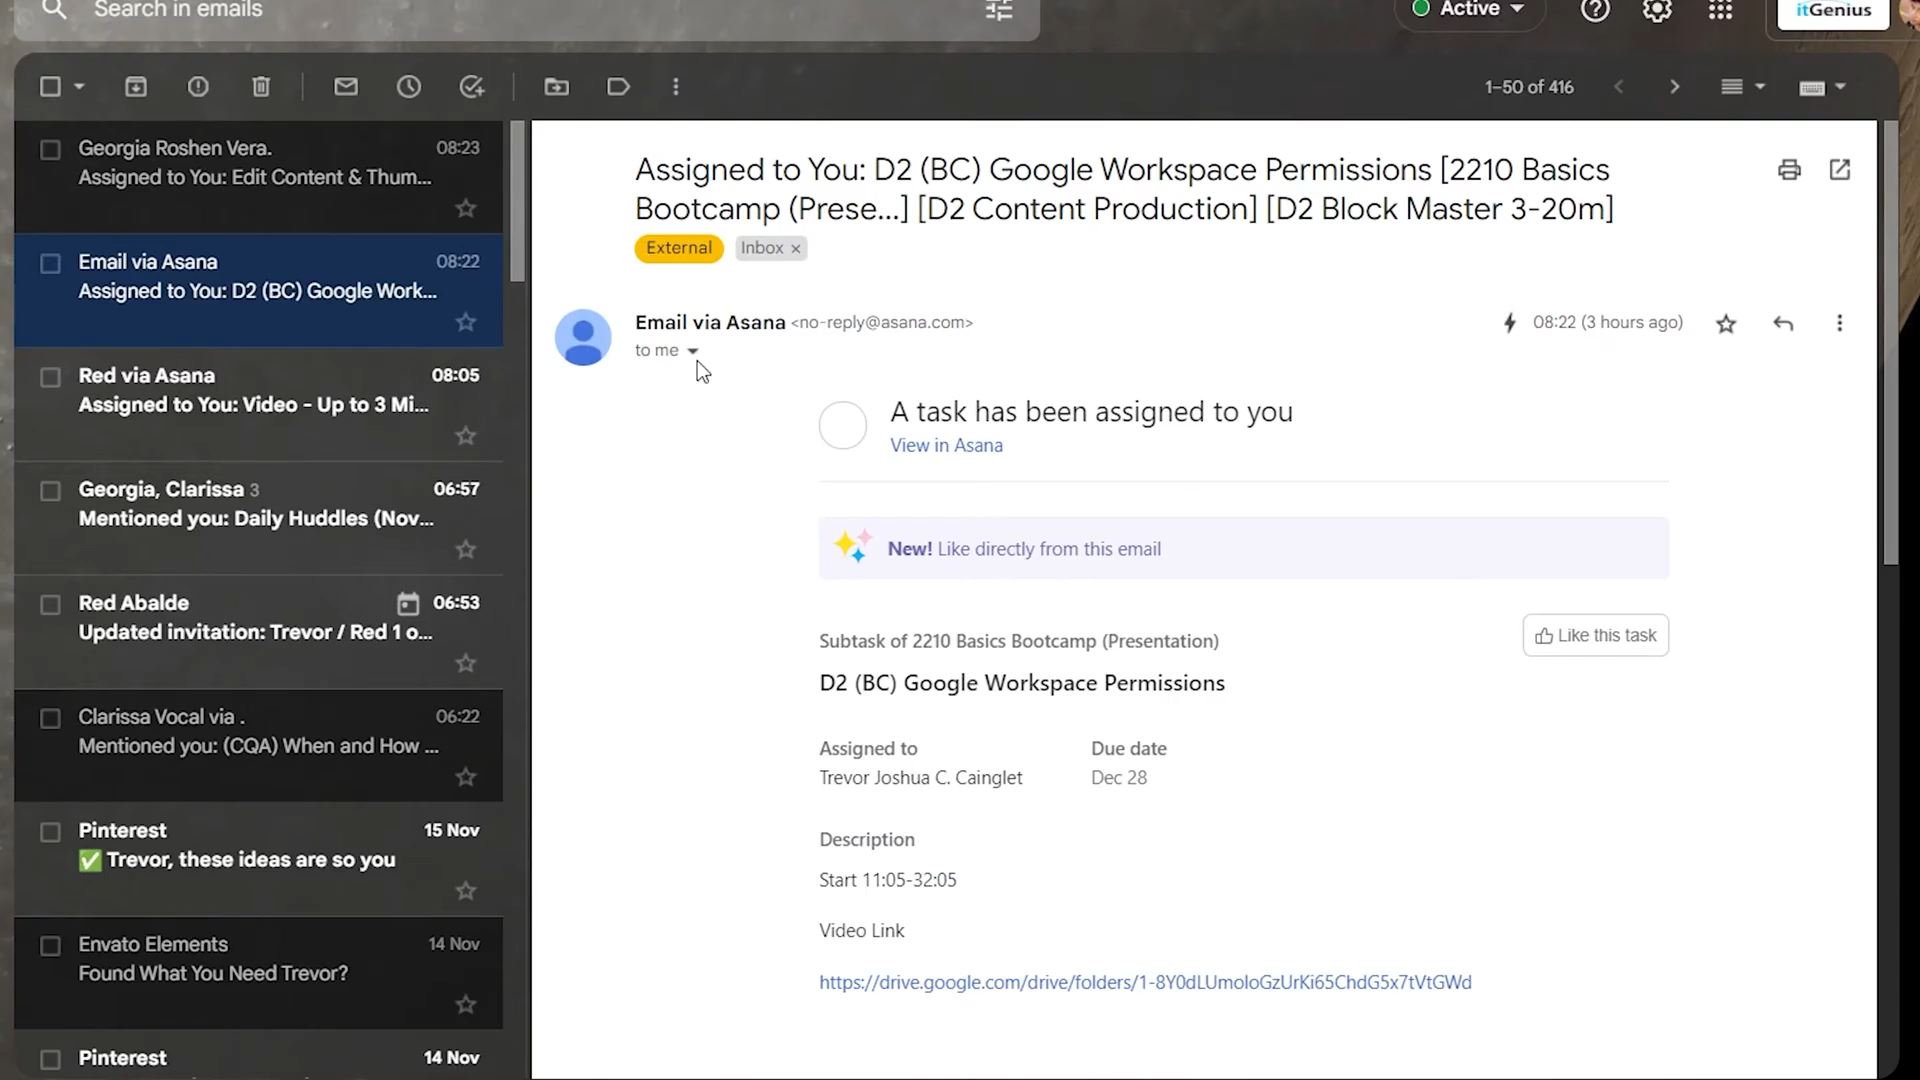 Search in emails
Active
itGenius
1–50 of 416
Georgia Roshen Vera. 08:23
Assigned to You: Edit Content & Thum...
Email via Asana 08:22
Assigned to You: D2 (BC) Google Work...
Red via Asana 08:05
Assigned to You: Video - Up to 3 Mi...
Georgia, Clarissa 3 06:57
Mentioned you: Daily Huddles (Nov...
Red Abalde 06:53
Updated invitation: Trevor / Red 1 o...
Clarissa Vocal via . 06:22
Mentioned you: (CQA) When and How ...
Pinterest 15 Nov
✅ Trevor, these ideas are so you
Envato Elements 14 Nov
Found What You Need Trevor?
Pinterest 14 Nov
Assigned to You: D2 (BC) Google Workspace Permissions [2210 Basics
Bootcamp (Prese...] [D2 Content Production] [D2 Block Master 3-20m]
External Inbox ×
Email via Asana <no-reply@asana.com> 08:22 (3 hours ago)
to me
A task has been assigned to you
View in Asana
New! Like directly from this email
Subtask of 2210 Basics Bootcamp (Presentation)
Like this task
D2 (BC) Google Workspace Permissions
Assigned to Due date
Trevor Joshua C. Cainglet Dec 28
Description
Start 11:05-32:05
Video Link
https://drive.google.com/drive/folders/1-8Y0dLUmoIoGzUrKi65ChdG5x7tVtGWd